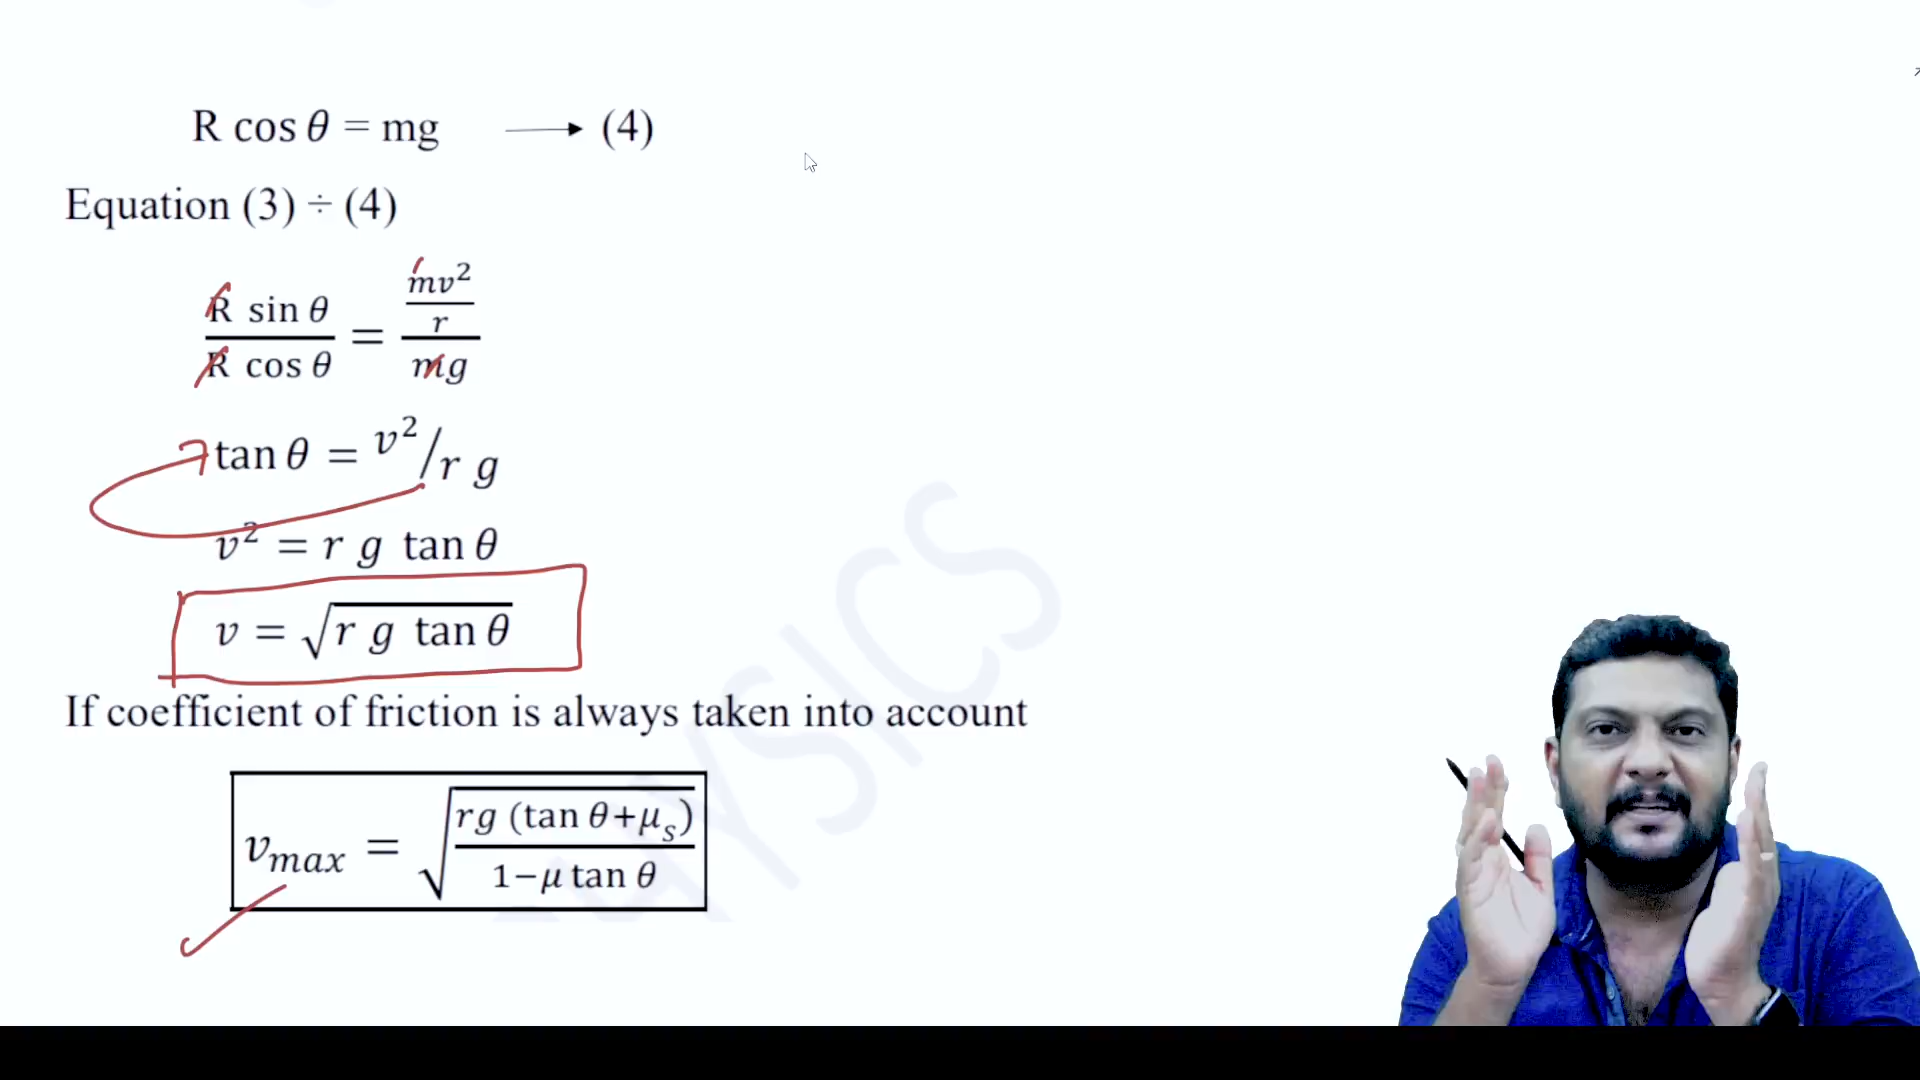 R cos θ = mg ⟶ (4)
Equation (3) ÷ (4)
R sin θ / R cos θ = (mv²/r) / mg
tan θ = v²/r g
v² = r g tan θ
v = √(r g tan θ)
If coefficient of friction is always taken into account
v_max = √(rg (tan θ+μ_s) / (1−μ tan θ))
YSICS